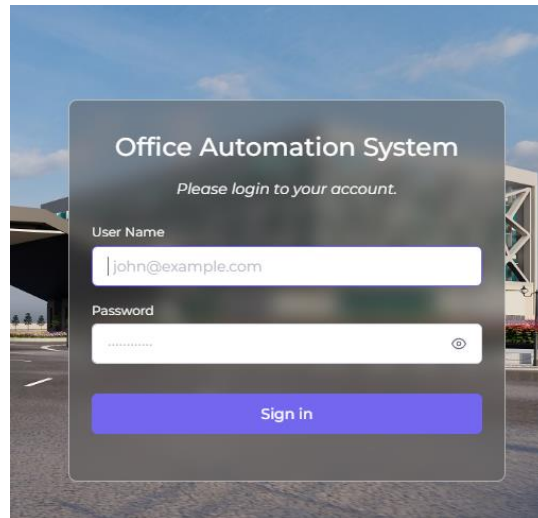 Office Automation System
Please login to your account.
User Name
john@example.com
Password
............
Sign in